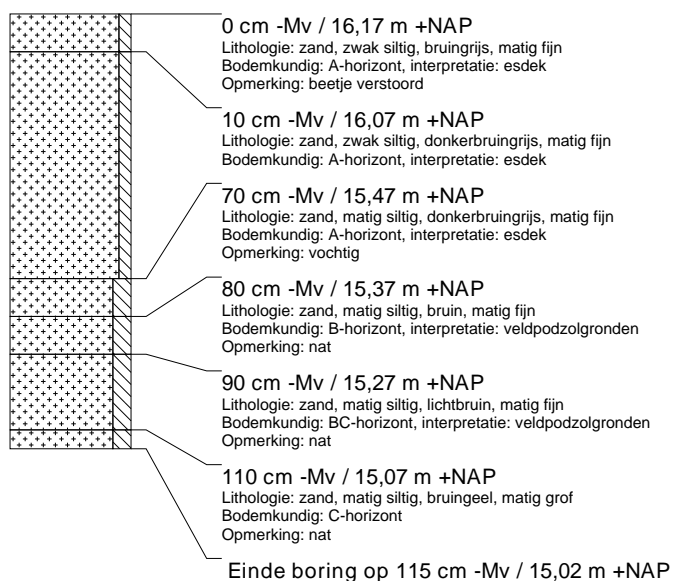 0 cm -Mv / 16,17 m +NAP
Lithologie: zand, zwak siltig, bruingrijs, matig fijn
Bodemkundig: A-horizont, interpretatie: esdek
Opmerking: beetje verstoord
10 cm -Mv / 16,07 m +NAP
Lithologie: zand, zwak siltig, donkerbruingrijs, matig fijn
Bodemkundig: A-horizont, interpretatie: esdek
70 cm -Mv / 15,47 m +NAP
Lithologie: zand, matig siltig, donkerbruingrijs, matig fijn
Bodemkundig: A-horizont, interpretatie: esdek
Opmerking: vochtig
80 cm -Mv / 15,37 m +NAP
Lithologie: zand, matig siltig, bruin, matig fijn
Bodemkundig: B-horizont, interpretatie: veldpodzolgronden
Opmerking: nat
90 cm -Mv / 15,27 m +NAP
Lithologie: zand, matig siltig, lichtbruin, matig fijn
Bodemkundig: BC-horizont, interpretatie: veldpodzolgronden
Opmerking: nat
110 cm -Mv / 15,07 m +NAP
Lithologie: zand, matig siltig, bruingeel, matig grof
Bodemkundig: C-horizont
Opmerking: nat
Einde boring op 115 cm -Mv / 15,02 m +NAP